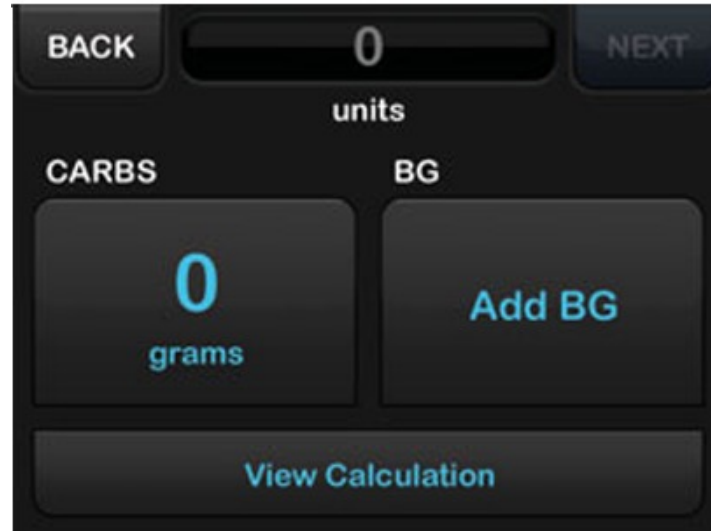 BACK 0 NEXT
units
CARBS BG
0
grams
Add BG
View Calculation